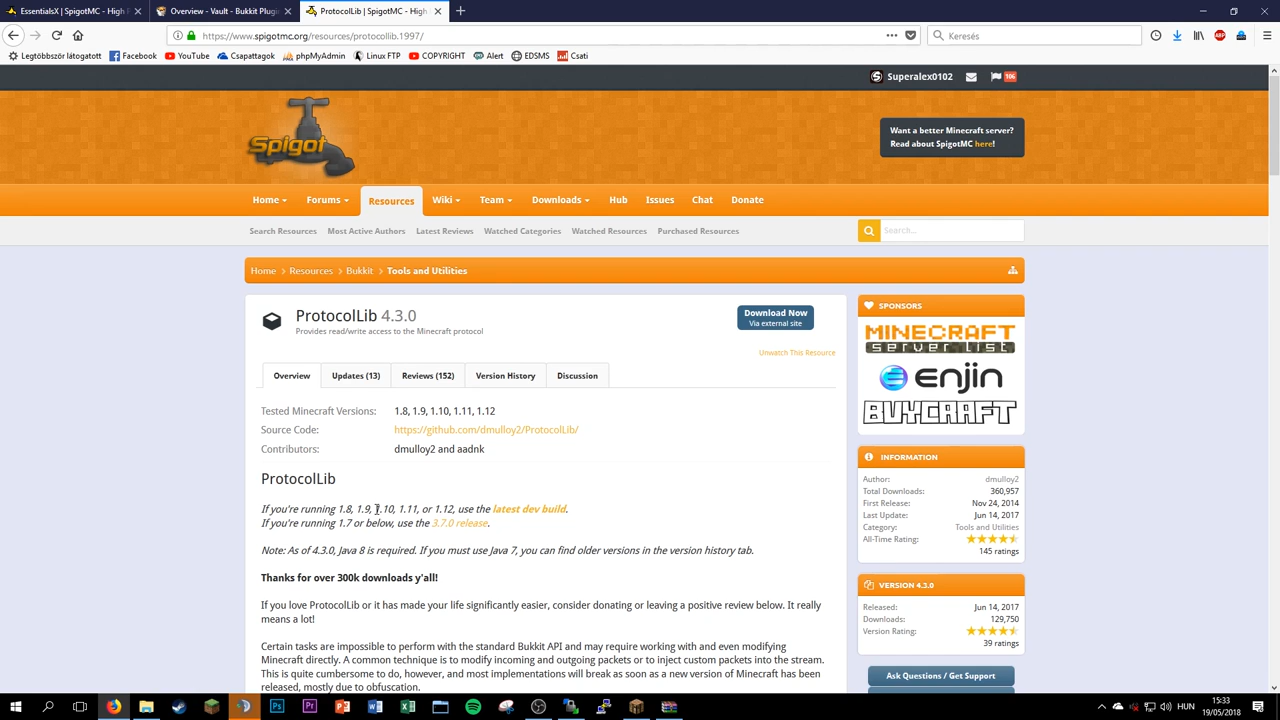 EssentialsX | SpigotMC - High P
Overview - Vault - Bukkit Plugin
ProtocolLib | SpigotMC - High
https://www.spigotmc.org/resources/protocollib.1997/
Keresés
Legtöbbször látogatott
Facebook
YouTube
Csapattagok
phpMyAdmin
Linux FTP
COPYRIGHT
Alert
EDSMS
Csati
Superalex0102
106
Spigot
Want a better Minecraft server?
Read about SpigotMC here!
Home
Forums
Resources
Wiki
Team
Downloads
Hub
Issues
Chat
Donate
Search Resources
Most Active Authors
Latest Reviews
Watched Categories
Watched Resources
Purchased Resources
Search...
Home
Resources
Bukkit
Tools and Utilities
ProtocolLib 4.3.0
Provides read/write access to the Minecraft protocol
Download Now
Via external site
Unwatch This Resource
Overview
Updates (13)
Reviews (152)
Version History
Discussion
Tested Minecraft Versions: 1.8, 1.9, 1.10, 1.11, 1.12
Source Code: https://github.com/dmulloy2/ProtocolLib/
Contributors: dmulloy2 and aadnk
ProtocolLib
If you're running 1.8, 1.9, 1.10, 1.11, or 1.12, use the latest dev build.
If you're running 1.7 or below, use the 3.7.0 release.
Note: As of 4.3.0, Java 8 is required. If you must use Java 7, you can find older versions in the version history tab.
Thanks for over 300k downloads y'all!
If you love ProtocolLib or it has made your life significantly easier, consider donating or leaving a positive review below. It really
means a lot!
Certain tasks are impossible to perform with the standard Bukkit API and may require working with and even modifying
Minecraft directly. A common technique is to modify incoming and outgoing packets or to inject custom packets into the stream.
This is quite cumbersome to do, however, and most implementations will break as soon as a new version of Minecraft has been
released, mostly due to obfuscation.
SPONSORS
MINECRAFT
SERVER LIST
enjin
BUYCRAFT
INFORMATION
Author: dmulloy2
Total Downloads: 360,957
First Release: Nov 24, 2014
Last Update: Jun 14, 2017
Category: Tools and Utilities
All-Time Rating:
145 ratings
VERSION 4.3.0
Released: Jun 14, 2017
Downloads: 129,750
Version Rating:
39 ratings
Ask Questions / Get Support
HUN
15:33
19/05/2018